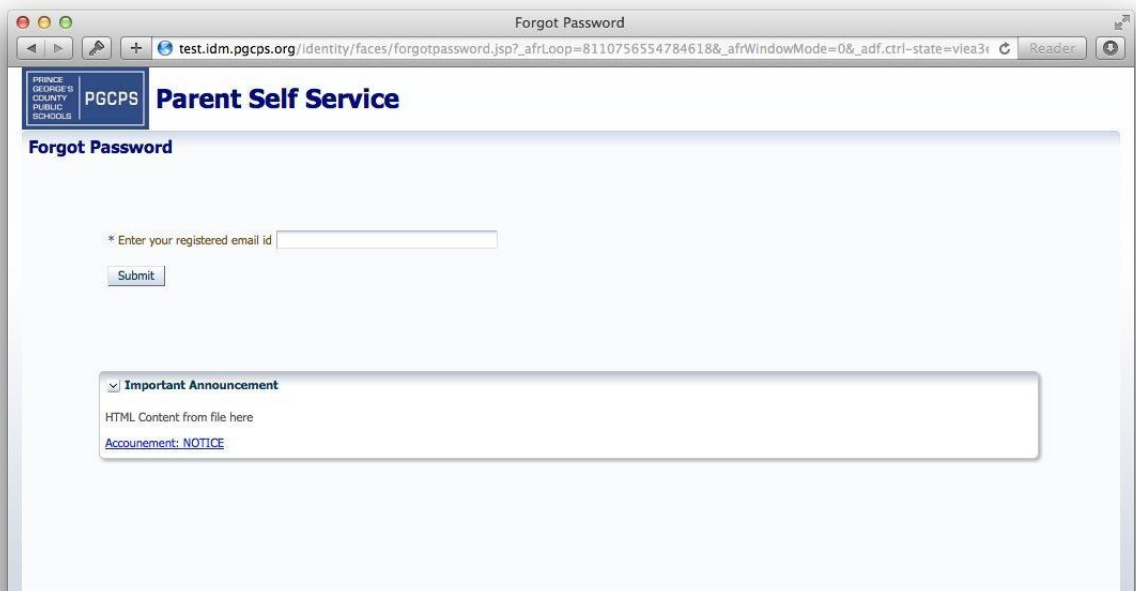 Forgot Password
test.idm.pgcps.org/identity/faces/forgotpassword.jsp?_afrLoop=8110756554784618&_afrWindowMode=0&_adf.ctrl-state=viea3e
Reader
PRINCE
GEORGE'S
COUNTY
PUBLIC
SCHOOLS
PGCPS
Parent Self Service
Forgot Password
* Enter your registered email id
Submit
Important Announcement
HTML Content from file here
Accounement: NOTICE